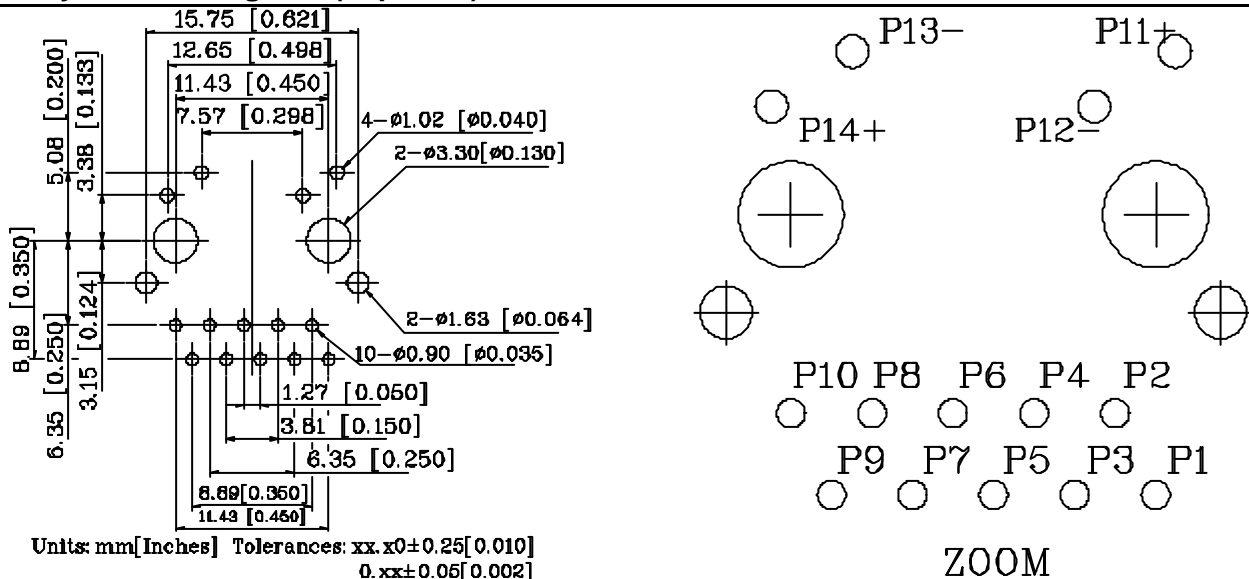 15.75 [0.621]
12.65 [0.498]
11.43 [0.450]
7.57 [0.298]
5.08 [0.200]
3.38 [0.133]
4-ø1.02 [ø0.040]
2-ø3.30[ø0.130]
8.89 [0.350]
6.35 [0.250]
3.15 [0.124]
2-ø1.63 [ø0.064]
10-ø0.90 [ø0.035]
1.27 [0.050]
3.81 [0.150]
6.35 [0.250]
8.89[0.350]
11.43 [0.450]
Units: mm[Inches] Tolerances: xx.x0±0.25[0.010]
0.xx±0.05[0.002]
P13- P11+
P14+ P12-
P10 P8 P6 P4 P2
P9 P7 P5 P3 P1
ZOOM